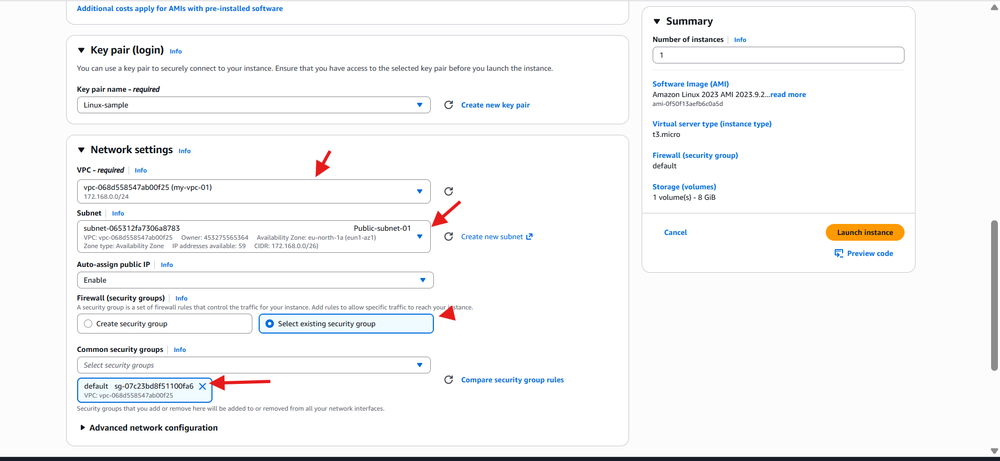 Additional costs apply for AMIs with pre-installed software
Key pair (login) Info
You can use a key pair to securely connect to your instance. Ensure that you have access to the selected key pair before you launch the instance.
Key pair name - required
Linux-sample
Create new key pair
Network settings Info
VPC - required Info
vpc-068d558547ab00f25 (my-vpc-01)
172.168.0.0/24
Subnet Info
subnet-065312fa7306a8783 Public-subnet-01
VPC: vpc-068d558547ab00f25 Owner: 453275565364 Availability Zone: eu-north-1a (eun1-az1)
Zone type: Availability Zone IP addresses available: 59 CIDR: 172.168.0.0/26)
Create new subnet
Auto-assign public IP Info
Enable
Firewall (security groups) Info
A security group is a set of firewall rules that control the traffic for your instance. Add rules to allow specific traffic to reach your instance.
Create security group
Select existing security group
Common security groups Info
Select security groups
default sg-07c23bd8f51100fa6
VPC: vpc-068d558547ab00f25
Compare security group rules
Security groups that you add or remove here will be added to or removed from all your network interfaces.
Advanced network configuration
Summary
Number of instances Info
1
Software Image (AMI)
Amazon Linux 2023 AMI 2023.9.2...read more
ami-0f50f13aefb6c0a5d
Virtual server type (instance type)
t3.micro
Firewall (security group)
default
Storage (volumes)
1 volume(s) - 8 GiB
Cancel
Launch instance
Preview code